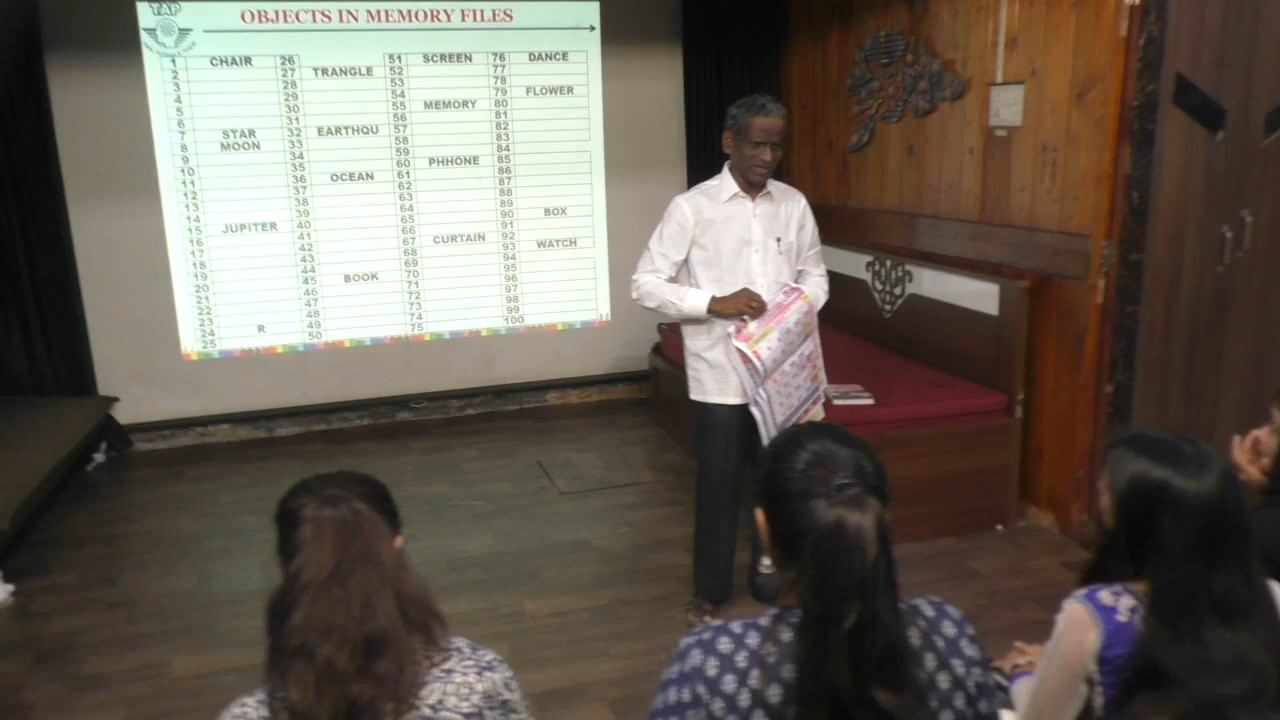 TAP
OBJECTS IN MEMORY FILES
1 CHAIR 26 51 SCREEN 76 DANCE
2 27 TRANGLE 52 77
3 28 53 78
4 29 54 79 FLOWER
5 30 55 MEMORY 80
6 31 56 81
7 STAR 32 EARTHQU 57 82
8 MOON 33 58 83
9 34 59 84
10 35 60 PHHONE 85
11 36 OCEAN 61 86
12 37 62 87
13 38 63 88
14 39 64 89
15 JUPITER 40 65 90 BOX
16 41 66 91
17 42 67 CURTAIN 92
18 43 68 93 WATCH
19 44 69 94
20 45 BOOK 70 95
21 46 71 96
22 47 72 97
23 48 73 98
24 R 49 74 99
25 50 75 100